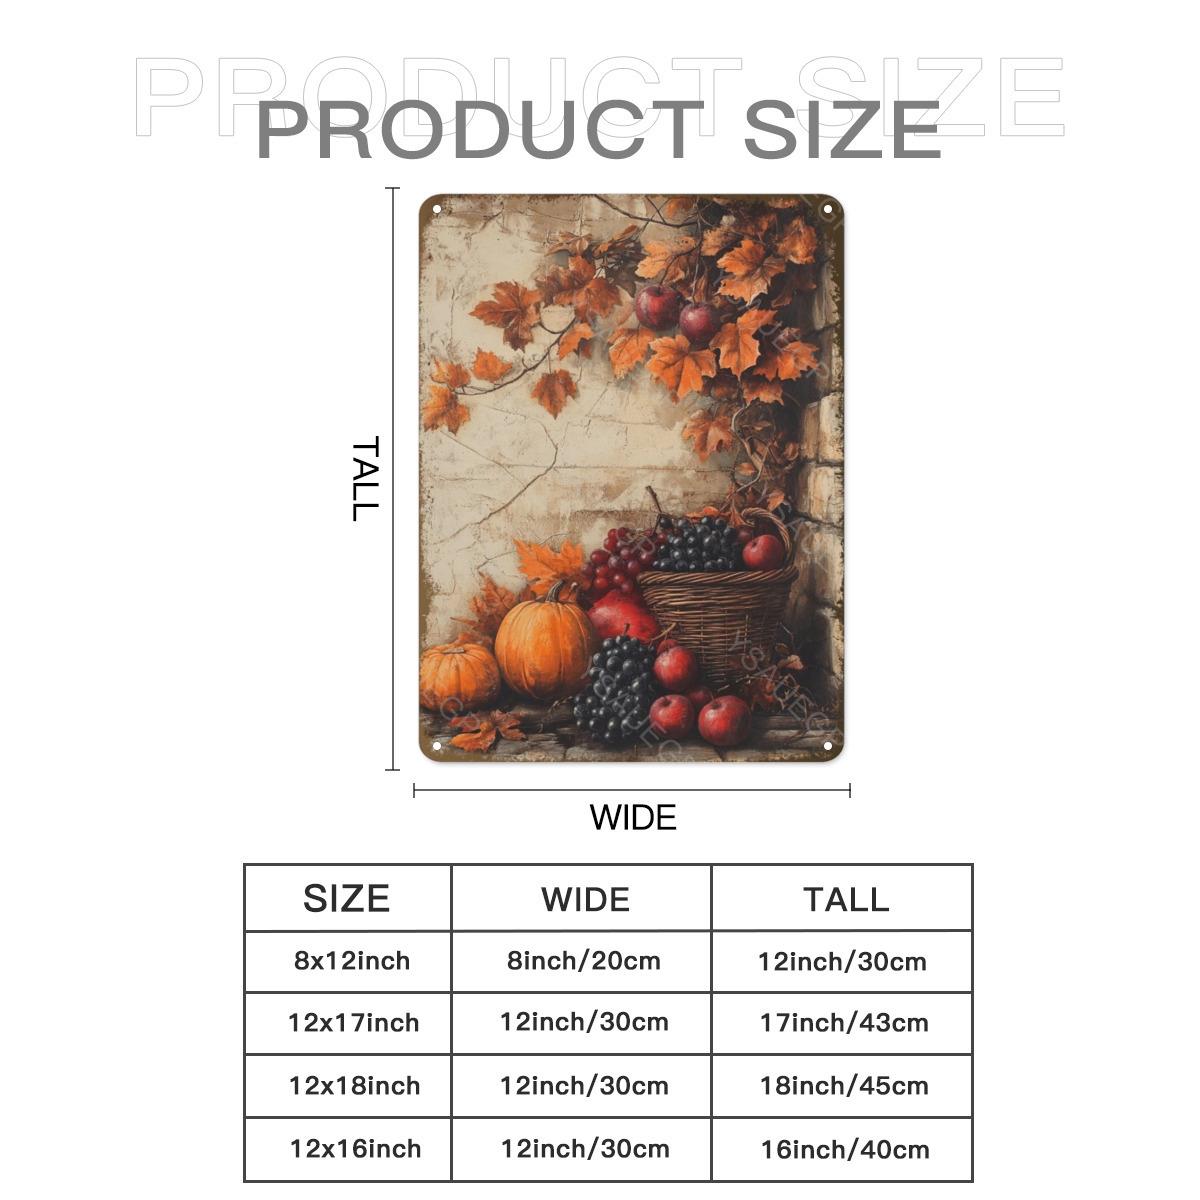 PRODUCT SIZE
PRODUCT SIZE
TALL
WIDE
SIZE WIDE TALL
8x12inch 8inch/20cm 12inch/30cm
12x17inch 12inch/30cm 17inch/43cm
12x18inch 12inch/30cm 18inch/45cm
12x16inch 12inch/30cm 16inch/40cm